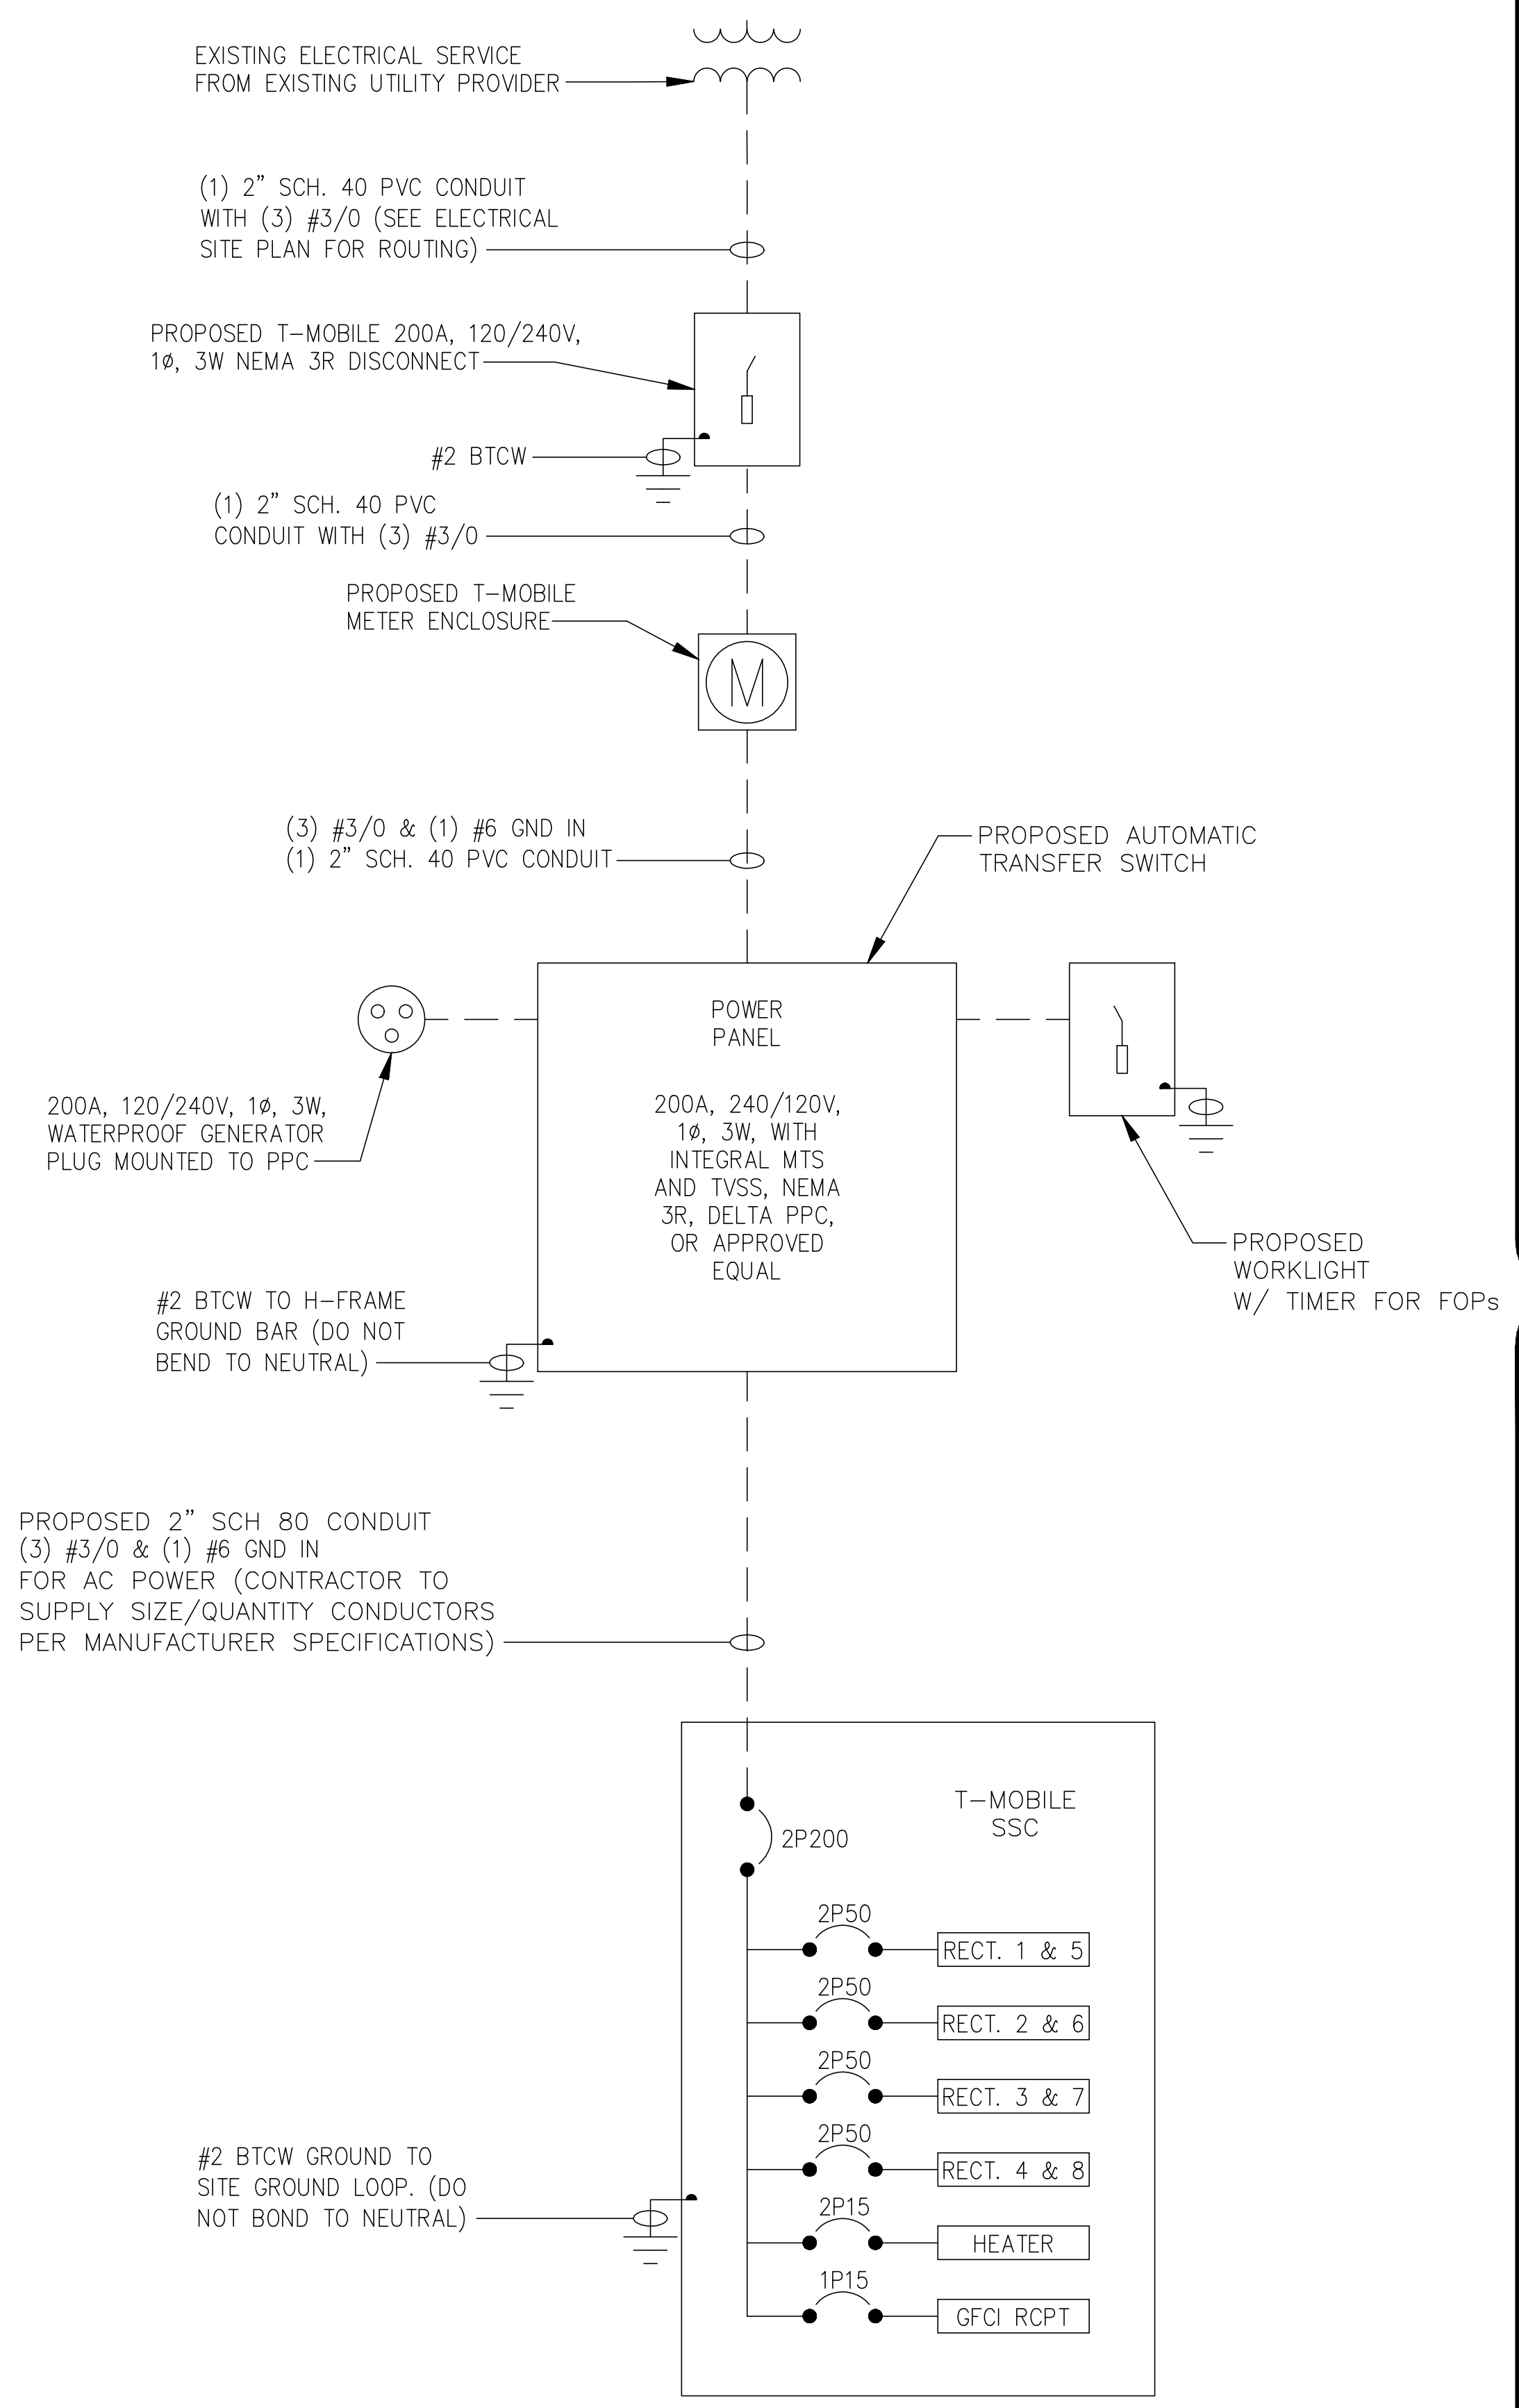 EXISTING ELECTRICAL SERVICE
FROM EXISTING UTILITY PROVIDER
(1) 2” SCH. 40 PVC CONDUIT
WITH (3) #3/0 (SEE ELECTRICAL
SITE PLAN FOR ROUTING)
PROPOSED T-MOBILE 200A, 120/240V,
1ø, 3W NEMA 3R DISCONNECT
#2 BTCW
(1) 2” SCH. 40 PVC
CONDUIT WITH (3) #3/0
PROPOSED T-MOBILE
METER ENCLOSURE
M
(3) #3/0 & (1) #6 GND IN
(1) 2” SCH. 40 PVC CONDUIT
PROPOSED AUTOMATIC
TRANSFER SWITCH
POWER
PANEL
200A, 240/120V,
1ø, 3W, WITH
INTEGRAL MTS
AND TVSS, NEMA
3R, DELTA PPC,
OR APPROVED
EQUAL
200A, 120/240V, 1ø, 3W,
WATERPROOF GENERATOR
PLUG MOUNTED TO PPC
PROPOSED
WORKLIGHT
W/ TIMER FOR FOPs
#2 BTCW TO H-FRAME
GROUND BAR (DO NOT
BEND TO NEUTRAL)
PROPOSED 2” SCH 80 CONDUIT
(3) #3/0 & (1) #6 GND IN
FOR AC POWER (CONTRACTOR TO
SUPPLY SIZE/QUANTITY CONDUCTORS
PER MANUFACTURER SPECIFICATIONS)
T-MOBILE
SSC
2P200
2P50
RECT. 1 & 5
2P50
RECT. 2 & 6
2P50
RECT. 3 & 7
2P50
RECT. 4 & 8
2P15
HEATER
1P15
GFCI RCPT
#2 BTCW GROUND TO
SITE GROUND LOOP. (DO
NOT BOND TO NEUTRAL)